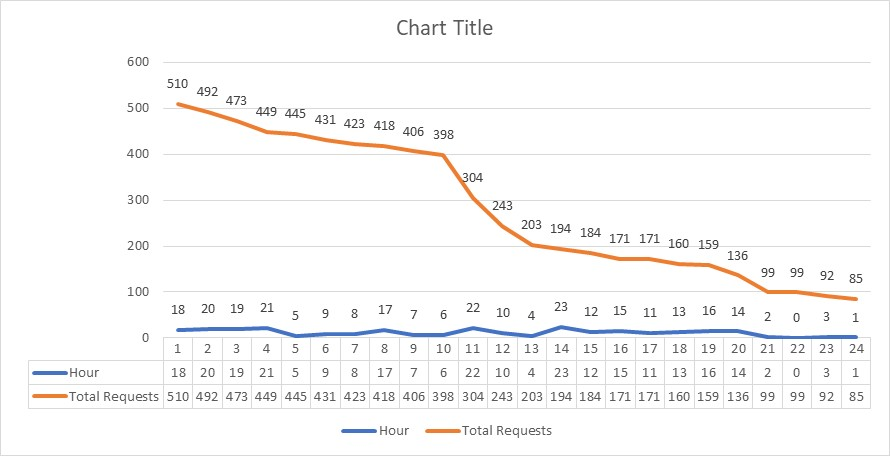 Chart Title
600
510 492 473 449 445 431 423 418 406 398 304 243 203 194 184 171 171 160 159 136 99 99 92 85
500
400
300
200
100
18 20 19 21 5 9 8 17 7 6 22 10 4 23 12 15 11 13 16 14 2 0 3 1
0
1 2 3 4 5 6 7 8 9 10 11 12 13 14 15 16 17 18 19 20 21 22 23 24
Hour 18 20 19 21 5 9 8 17 7 6 22 10 4 23 12 15 11 13 16 14 2 0 3 1
Total Requests 510 492 473 449 445 431 423 418 406 398 304 243 203 194 184 171 171 160 159 136 99 99 92 85
Hour Total Requests